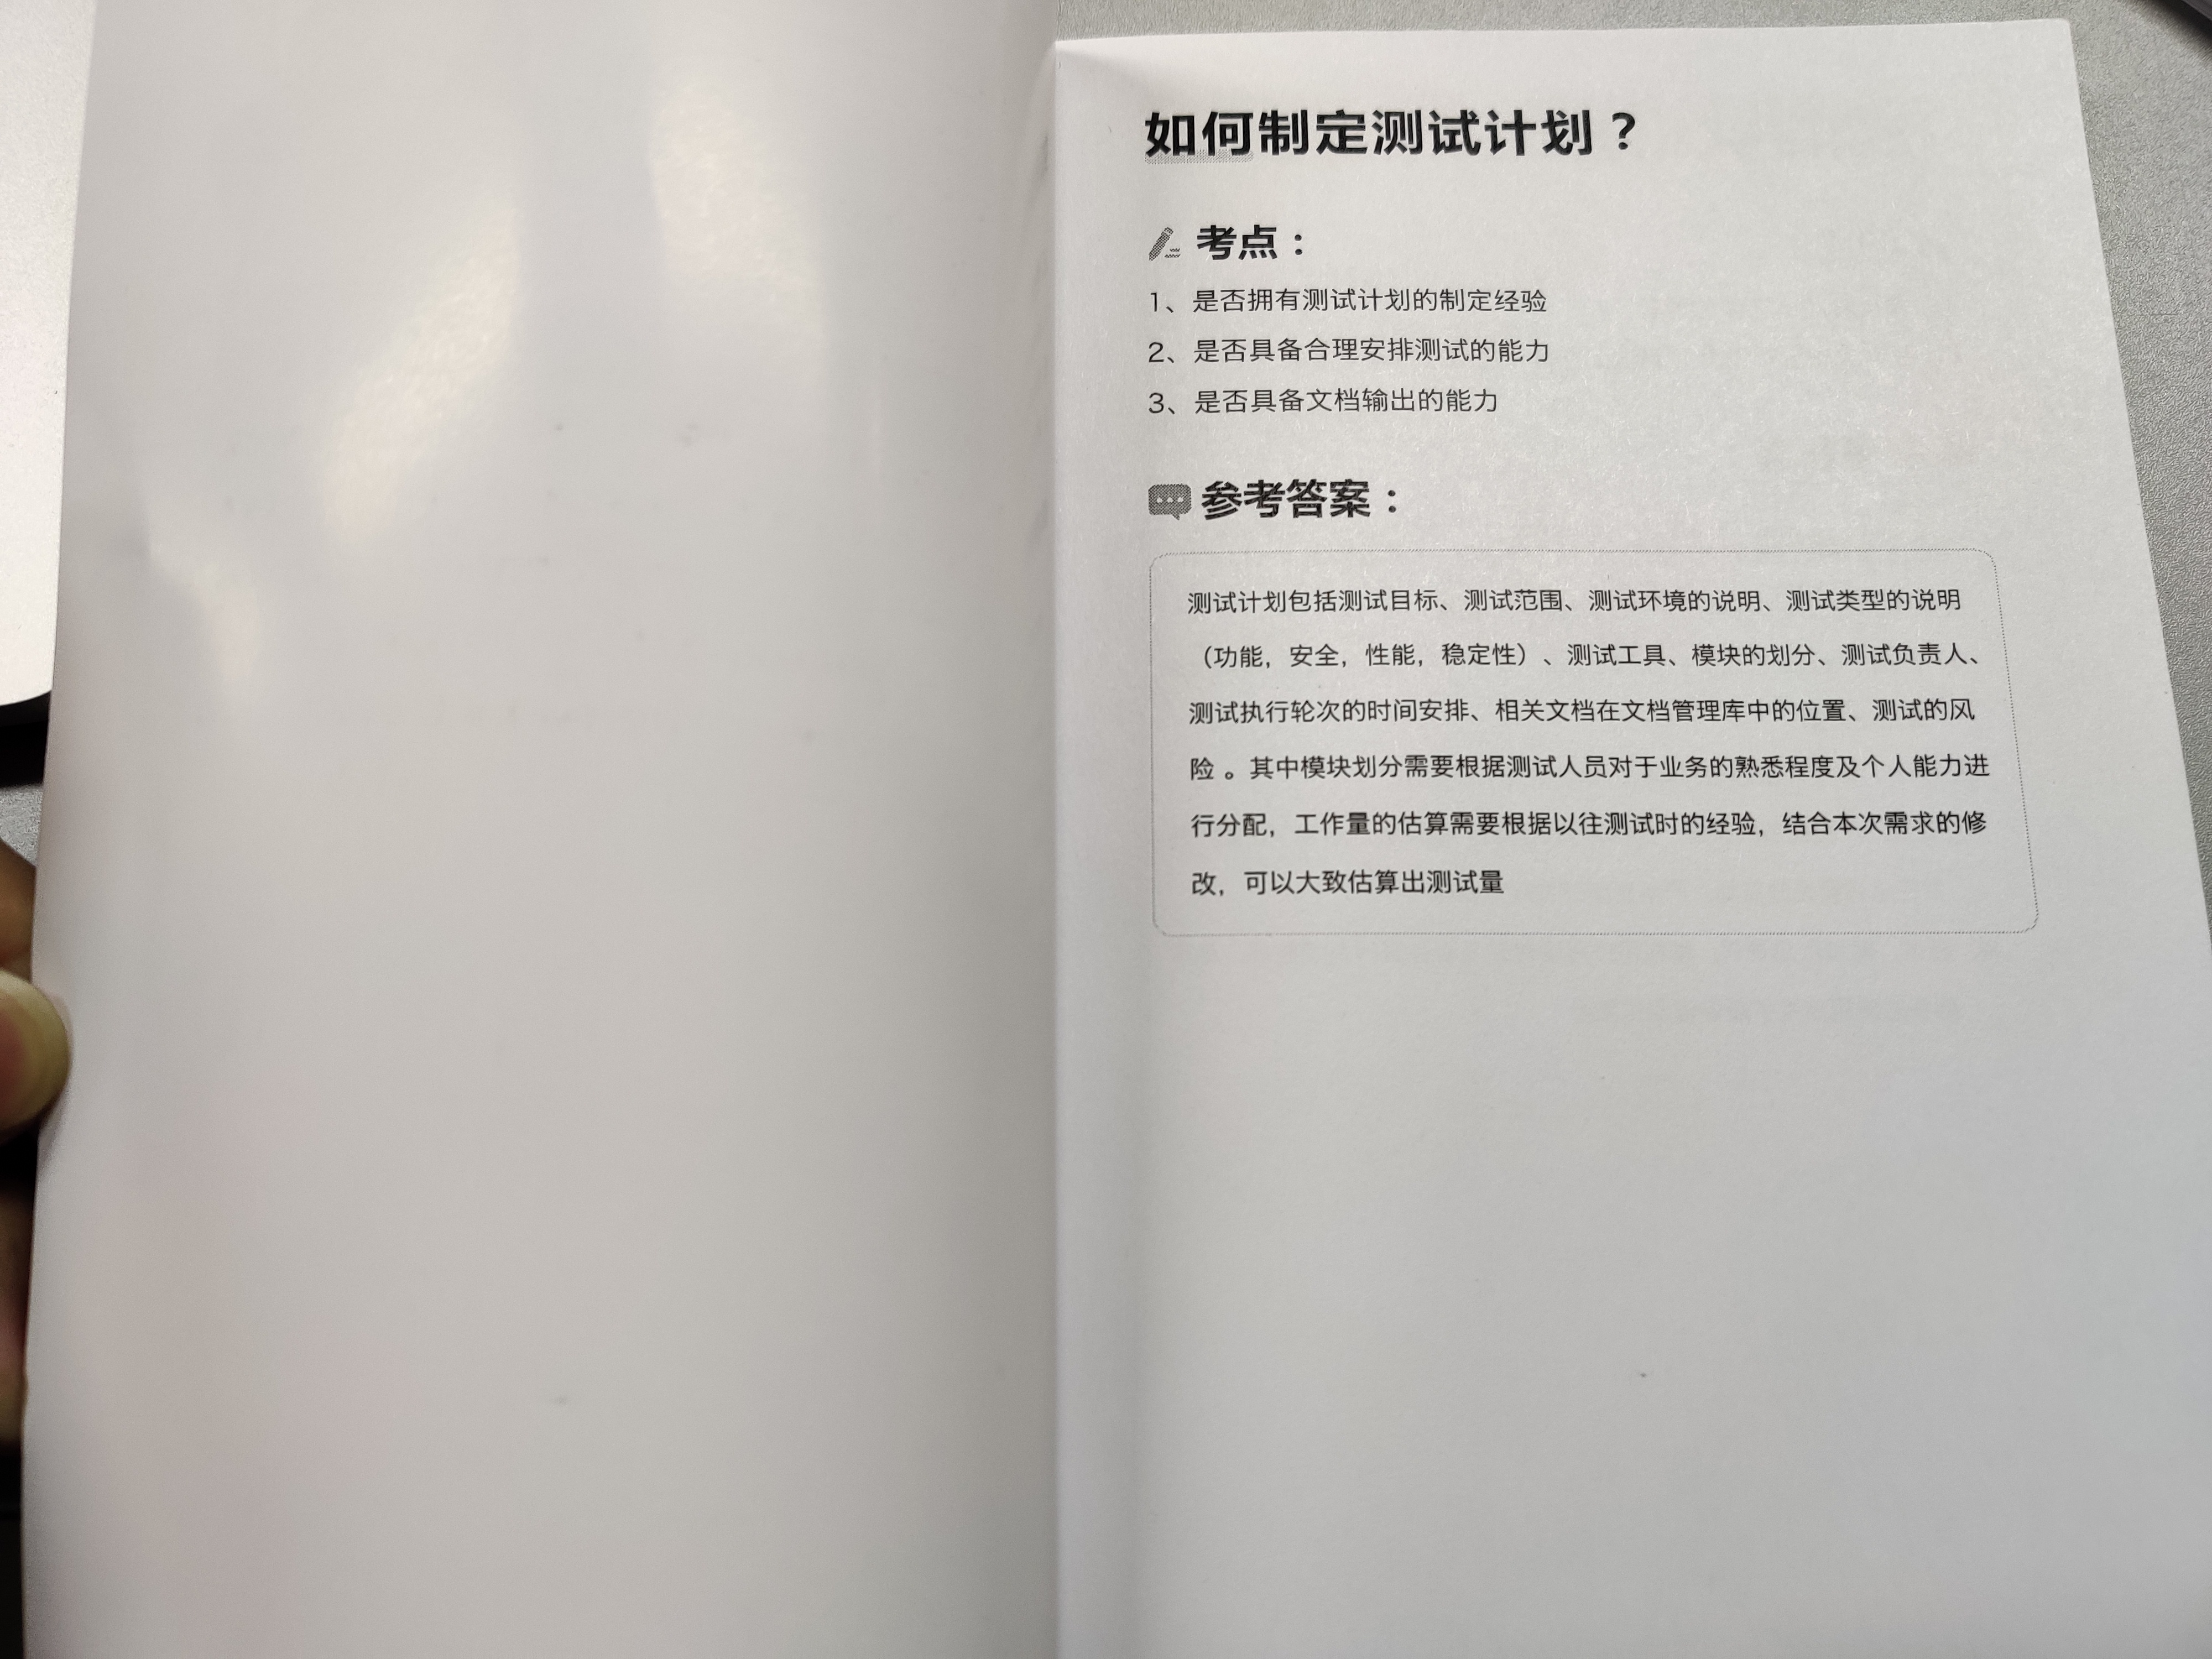 如何制定测试计划？
考点：
1、是否拥有测试计划的制定经验
2、是否具备合理安排测试的能力
3、是否具备文档输出的能力
参考答案：
测试计划包括测试目标、测试范围、测试环境的说明、测试类型的说明
（功能，安全，性能，稳定性）、测试工具、模块的划分、测试负责人、
测试执行轮次的时间安排、相关文档在文档管理库中的位置、测试的风
险 。其中模块划分需要根据测试人员对于业务的熟悉程度及个人能力进
行分配，工作量的估算需要根据以往测试时的经验，结合本次需求的修
改，可以大致估算出测试量